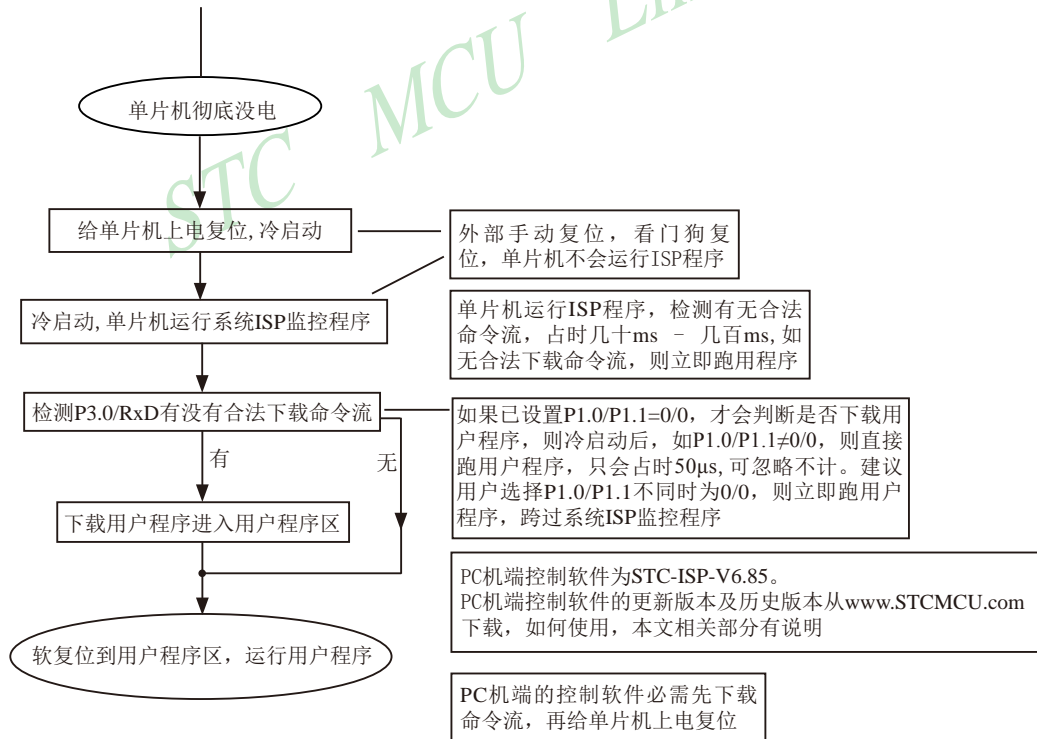 STC MCU
单片机彻底没电
给单片机上电复位,冷启动
外部手动复位，看门狗复
位，单片机不会运行ISP程序
冷启动,单片机运行系统ISP监控程序
单片机运行ISP程序，检测有无合法
命令流，占时几十ms - 几百ms,如
无合法下载命令流，则立即跑用程序
检测P3.0/RxD有没有合法下载命令流
如果已设置P1.0/P1.1=0/0，才会判断是否下载用
户程序，则冷启动后，如P1.0/P1.1≠0/0，则直接
跑用户程序，只会占时50μs,可忽略不计。建议
用户选择P1.0/P1.1不同时为0/0，则立即跑用户
程序，跨过系统ISP监控程序
有
无
下载用户程序进入用户程序区
PC机端控制软件为STC-ISP-V6.85。
PC机端控制软件的更新版本及历史版本从www.STCMCU.com
下载，如何使用，本文相关部分有说明
软复位到用户程序区，运行用户程序
PC机端的控制软件必需先下载
命令流，再给单片机上电复位